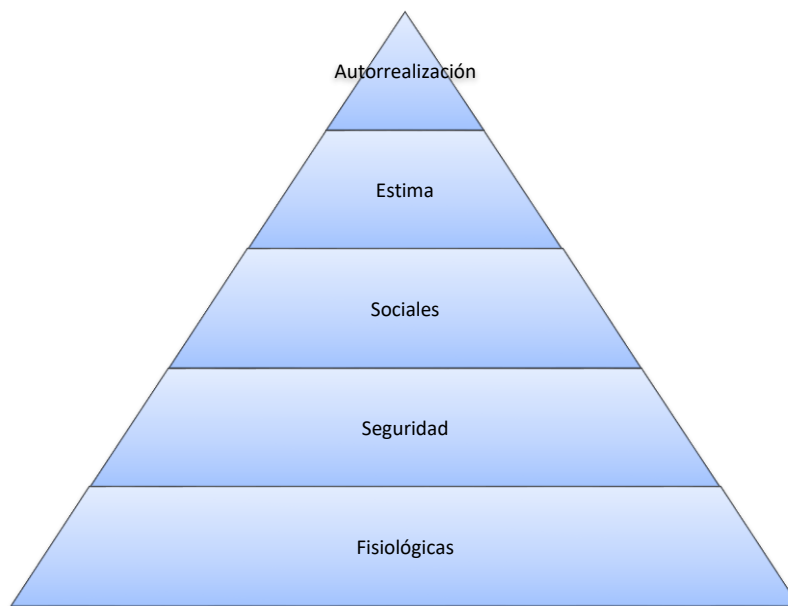 Autorrealización
Estima
Sociales
Seguridad
Fisiológicas